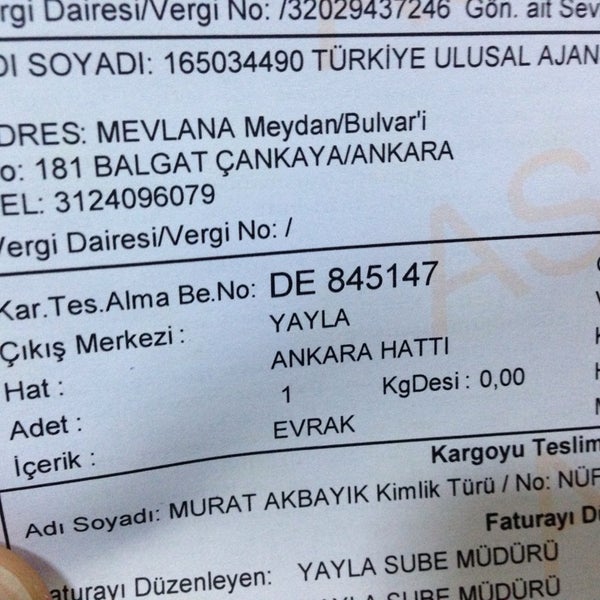 rgi Dairesi/Vergi No: /32029437246 Gön. ait Sev
DI SOYADI: 165034490 TÜRKİYE ULUSAL AJAN
DRES: MEVLANA Meydan/Bulvar'i
o: 181 BALGAT ÇANKAYA/ANKARA
EL: 3124096079
Vergi Dairesi/Vergi No: /
Kar.Tes.Alma Be.No: DE 845147
Çıkış Merkezi : YAYLA
Hat : ANKARA HATTI
Adet : 1 KgDesi : 0,00
İçerik : EVRAK
Kargoyu Teslim
Adı Soyadı: MURAT AKBAYIK Kimlik Türü / No: NÜF
Faturayı Dü
aturayı Düzenleyen: YAYLA SUBE MÜDÜRÜ
SUBE MÜDÜRÜ